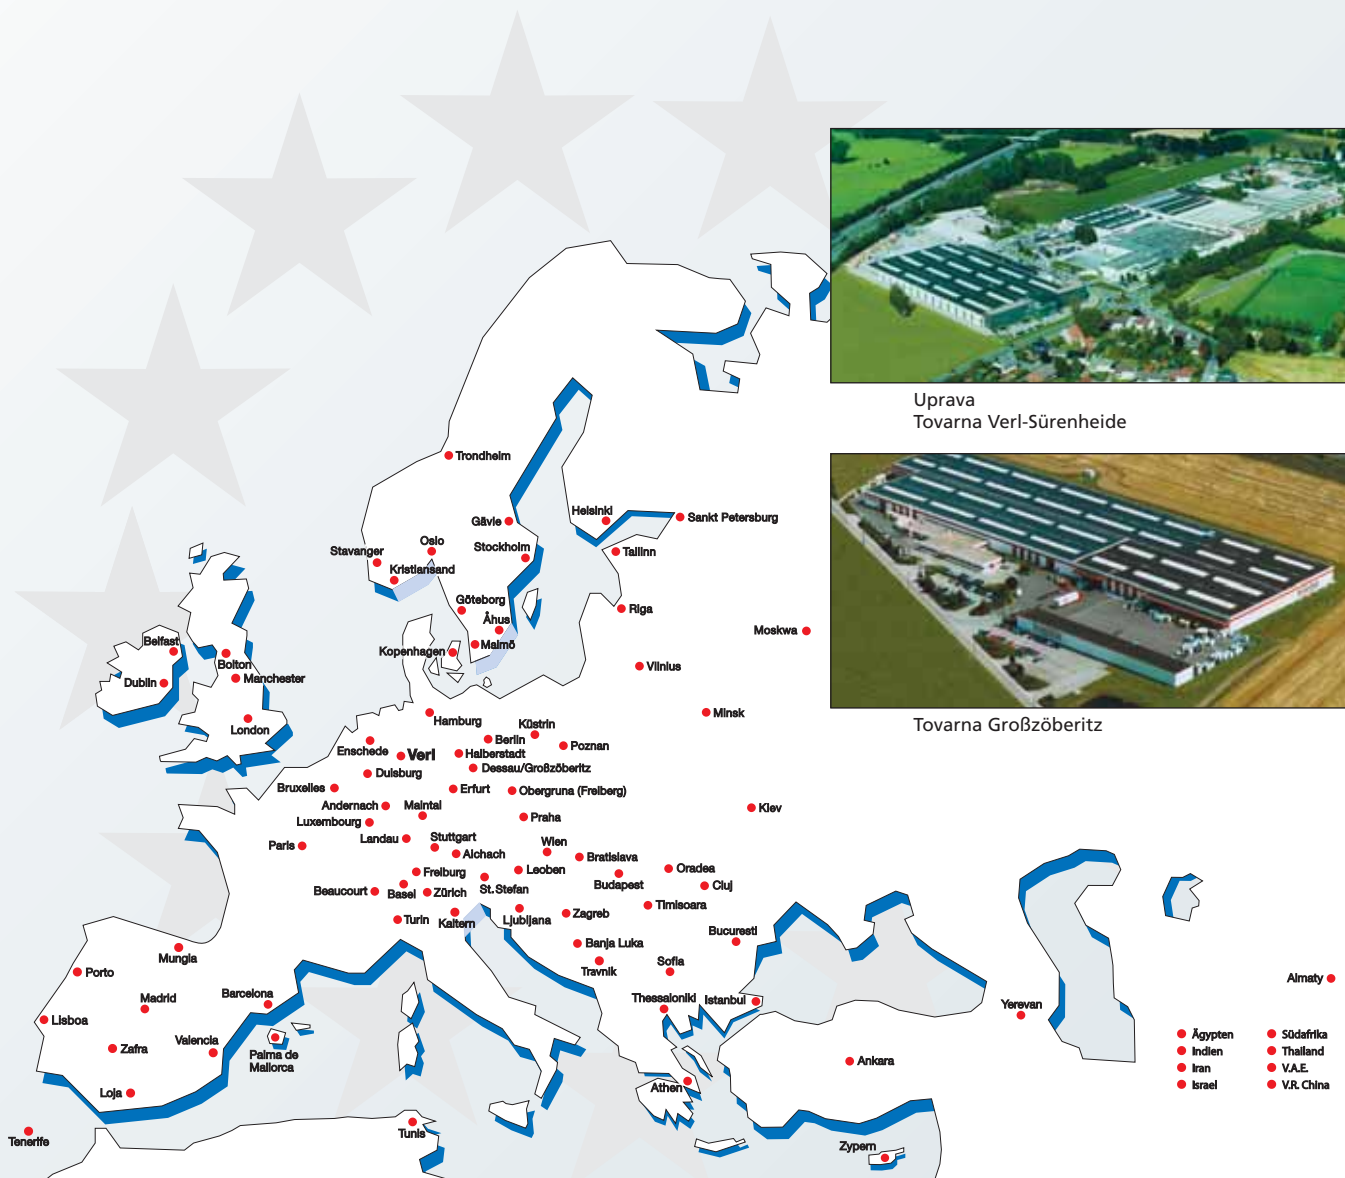 Uprava
Tovarna Verl-Sürenheide
Tovarna Großzöberitz
Trondheim
Gävle
Helsinki
Sankt Petersburg
Oslo
Stavanger
Stockholm
Tallinn
Kristiansand
Göteborg
Åhus
Riga
Moskwa
Belfast
Kopenhagen
Malmö
Bolton
Vilnius
Manchester
Dublin
Minsk
London
Hamburg
Küstrin
Enschede
Verl
Berlin
Poznan
Halberstadt
Duisburg
Dessau/Großzöberitz
Bruxelles
Erfurt
Obergruna (Freiberg)
Andernach
Maintal
Kiev
Luxembourg
Praha
Landau
Stuttgart
Paris
Wien
Aichach
Bratislava
Freiburg
Leoben
Oradea
Beaucourt
Basel
Zürich
St. Stefan
Budapest
Cluj
Timisoara
Turin
Kaltern
Ljubljana
Zagreb
Bucuresti
Mungia
Banja Luka
Porto
Travnik
Sofia
Almaty
Madrid
Barcelona
Thessaloniki
Istanbul
Yerevan
Lisboa
Valencia
Zafra
Palma de
Mallorca
Ankara
Loja
Athen
Tenerife
Tunis
Zypern
Ägypten
Indien
Iran
Israel
Südafrika
Thailand
V.A.E.
V.R. China